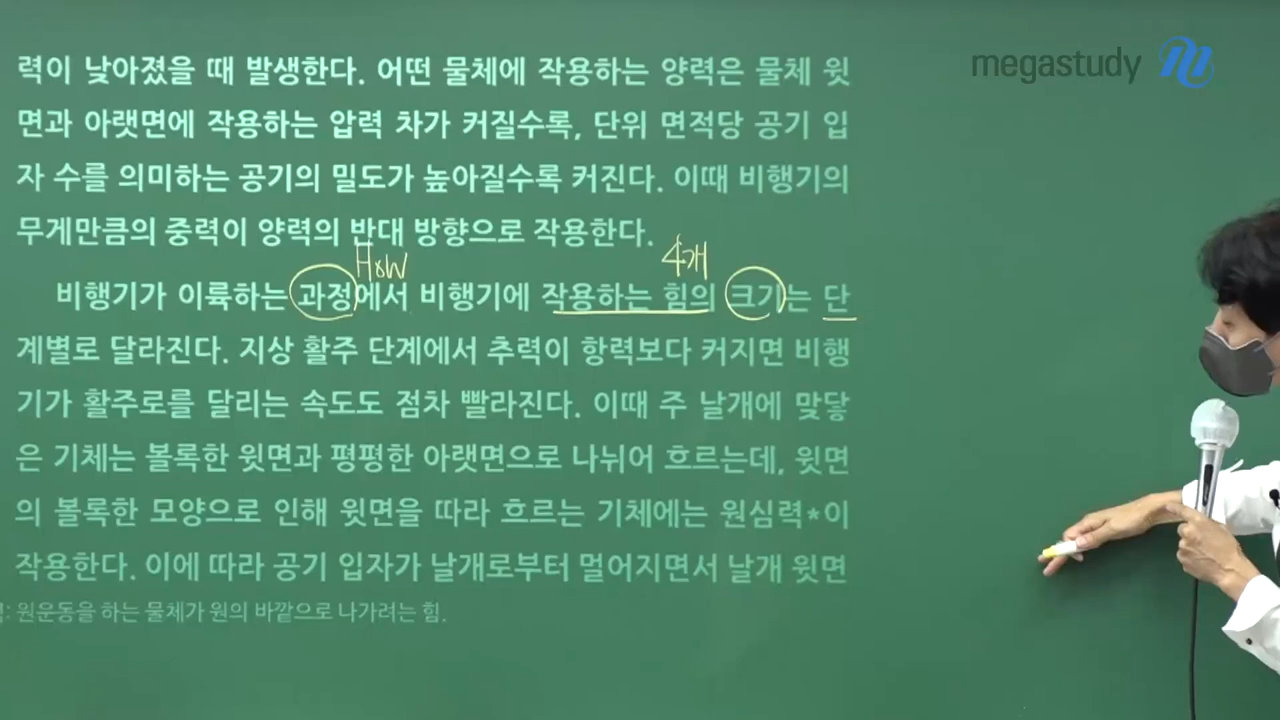 megastudy
력이 낮아졌을 때 발생한다. 어떤 물체에 작용하는 양력은 물체 윗
면과 아랫면에 작용하는 압력 차가 커질수록, 단위 면적당 공기 입
자 수를 의미하는 공기의 밀도가 높아질수록 커진다. 이때 비행기의
무게만큼의 중력이 양력의 반대 방향으로 작용한다.
How
4개
비행기가 이륙하는 과정에서 비행기에 작용하는 힘의 크기는 단
계별로 달라진다. 지상 활주 단계에서 추력이 항력보다 커지면 비행
기가 활주로를 달리는 속도도 점차 빨라진다. 이때 주 날개에 맞닿
은 기체는 볼록한 윗면과 평평한 아랫면으로 나뉘어 흐르는데, 윗면
의 볼록한 모양으로 인해 윗면을 따라 흐르는 기체에는 원심력*이
작용한다. 이에 따라 공기 입자가 날개로부터 멀어지면서 날개 윗면
: 원운동을 하는 물체가 원의 바깥으로 나가려는 힘.